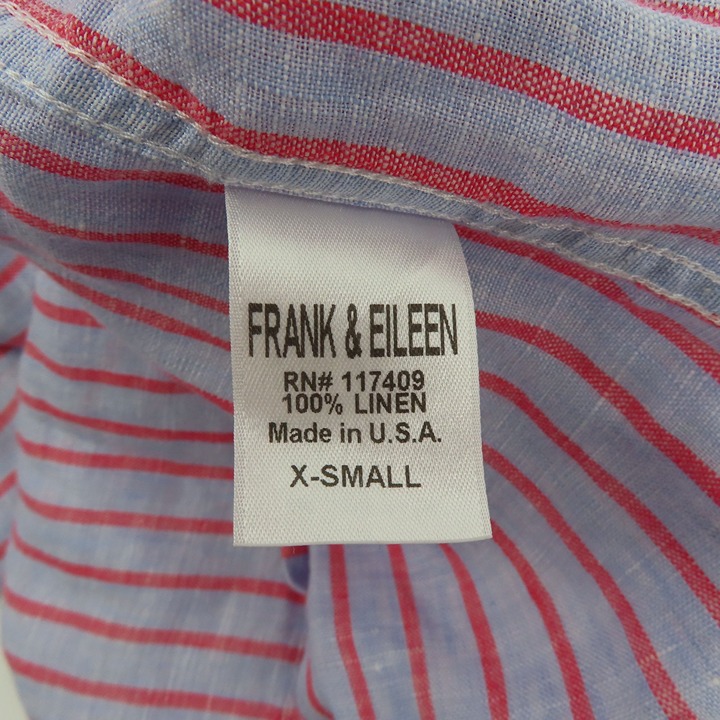 FRANK & EILEEN
RN# 117409
100% LINEN
Made in U.S.A.
X-SMALL